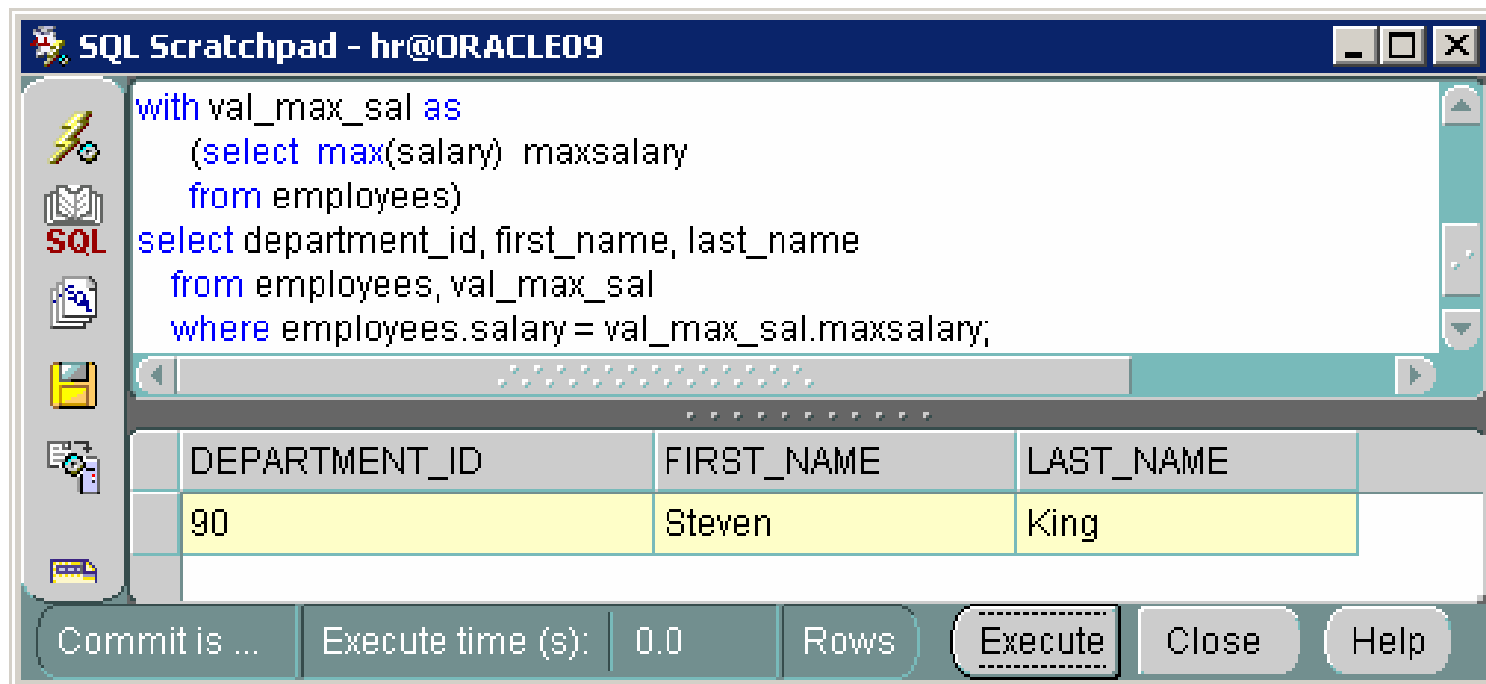 SQL Scratchpad - hr@ORACLE09
with val_max_sal as
(select max(salary) maxsalary
from employees)
select department_id, first_name, last_name
from employees, val_max_sal
where employees.salary = val_max_sal.maxsalary;
SQL
DEPARTMENT_ID FIRST_NAME LAST_NAME
90 Steven King
Commit is ... Execute time (s): 0.0 Rows Execute Close Help